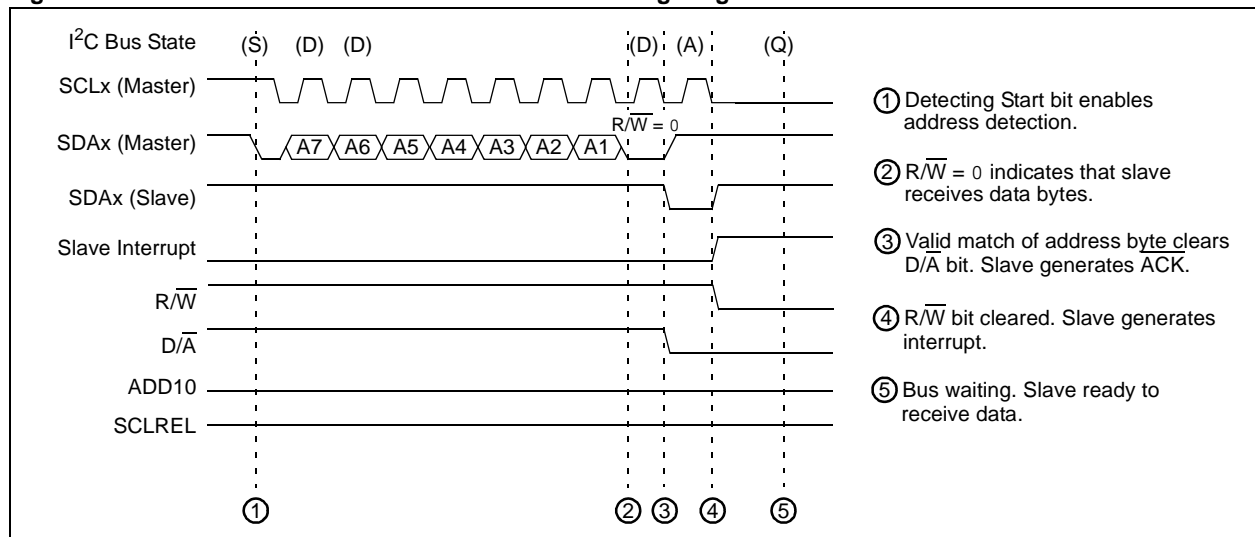 I²C Bus State (S) (D) (D) (D) (A) (Q)
SCLx (Master)
R/W̅ = 0
SDAx (Master) A7 A6 A5 A4 A3 A2 A1
SDAx (Slave)
Slave Interrupt
R/W̅
D/A̅
ADD10
SCLREL
1 2 3 4 5
① Detecting Start bit enables
address detection.
② R/W̅ = 0 indicates that slave
receives data bytes.
③ Valid match of address byte clears
D/A̅ bit. Slave generates A̅C̅K̅.
④ R/W̅ bit cleared. Slave generates
interrupt.
⑤ Bus waiting. Slave ready to
receive data.